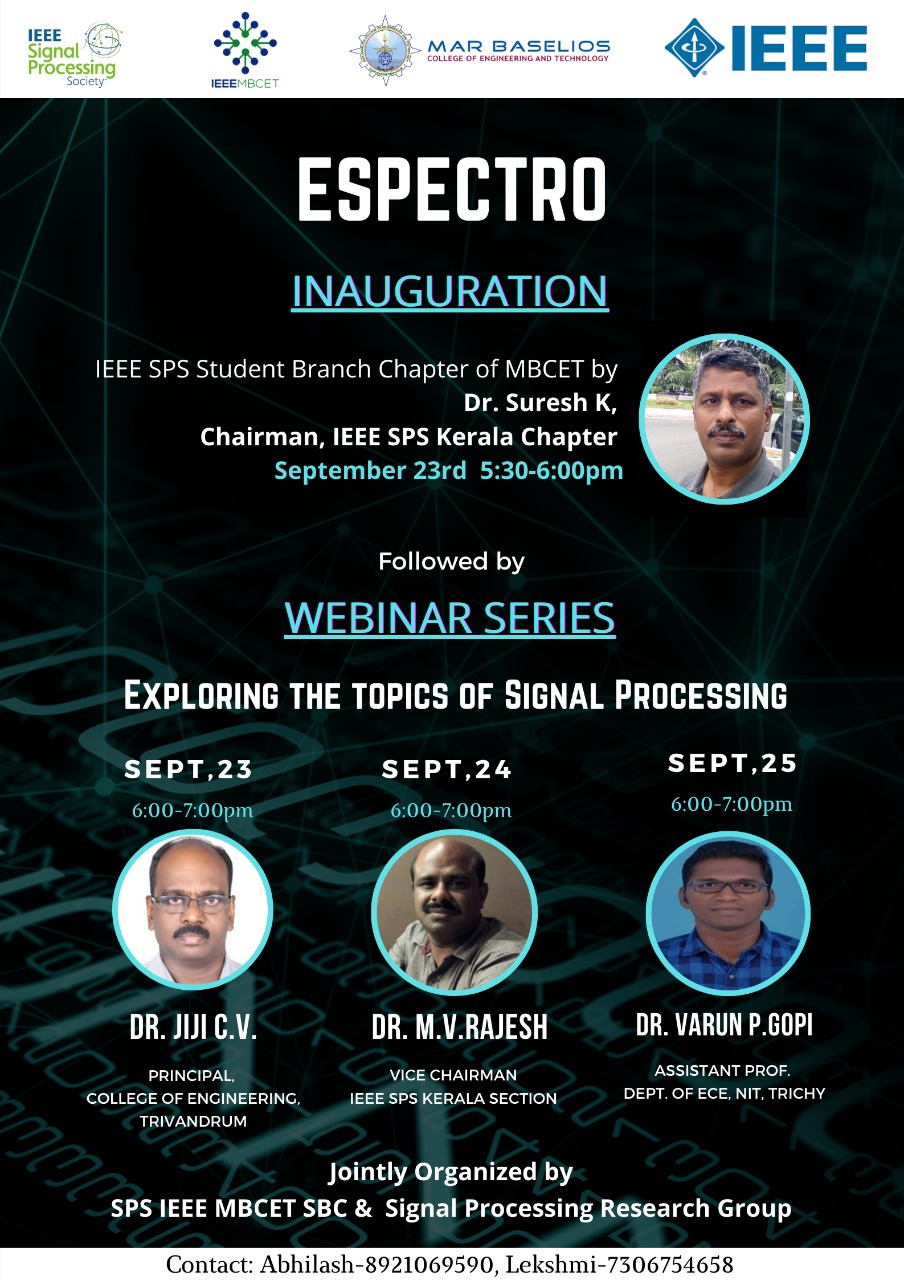 IEEE
Signal
Processing
Society
IEEEMBCET
MAR BASELIOS
COLLEGE OF ENGINEERING AND TECHNOLOGY
IEEE
ESPECTRO
INAUGURATION
IEEE SPS Student Branch Chapter of MBCET by
Dr. Suresh K,
Chairman, IEEE SPS Kerala Chapter
September 23rd 5:30-6:00pm
Followed by
WEBINAR SERIES
EXPLORING THE TOPICS OF SIGNAL PROCESSING
SEPT,23
6:00-7:00pm
DR. JIJI C.V.
PRINCIPAL,
COLLEGE OF ENGINEERING,
TRIVANDRUM
SEPT,24
6:00-7:00pm
DR. M.V.RAJESH
VICE CHAIRMAN
IEEE SPS KERALA SECTION
SEPT,25
6:00-7:00pm
DR. VARUN P.GOPI
ASSISTANT PROF.
DEPT. OF ECE, NIT, TRICHY
Jointly Organized by
SPS IEEE MBCET SBC & Signal Processing Research Group
Contact: Abhilash-8921069590, Lekshmi-7306754658